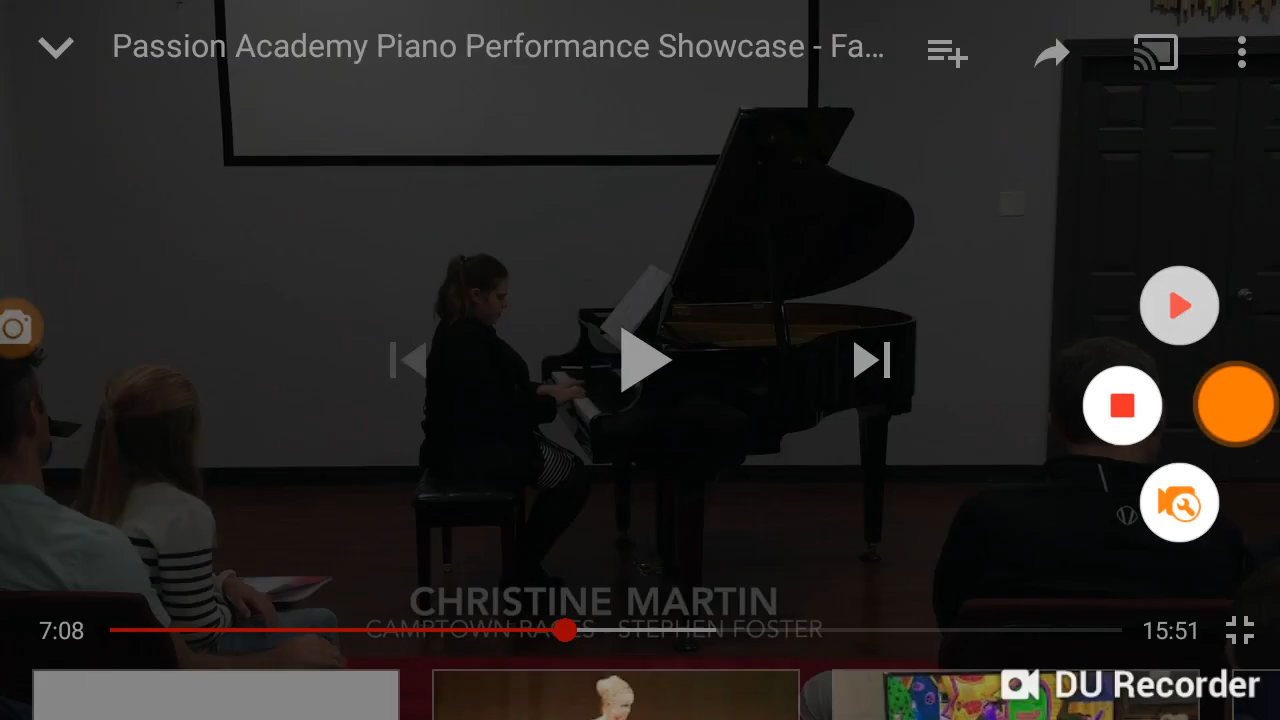 Passion Academy Piano Performance Showcase - Fa...
CHRISTINE MARTIN
CAMPTOWN RACES - STEPHEN FOSTER
7:08
15:51
DU Recorder